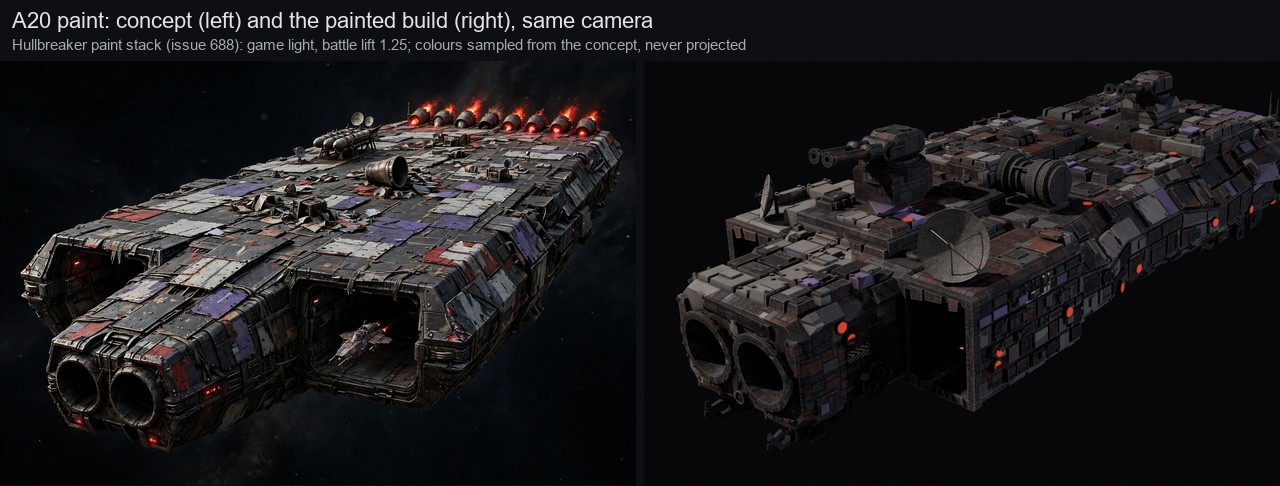 A20 paint: concept (left) and the painted build (right), same camera
Hullbreaker paint stack (issue 688): game light, battle lift 1.25; colours sampled from the concept, never projected